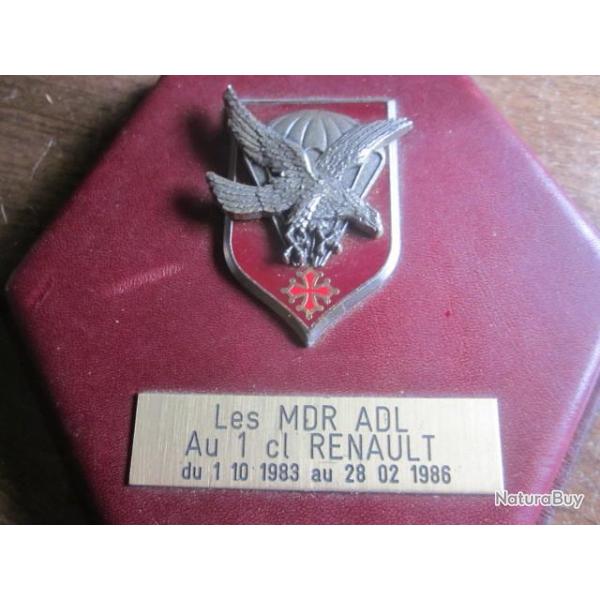 Les MDR ADL
Au 1 cl RENAULT
du 1 10 1983 au 28 02 1986
NaturaBuy